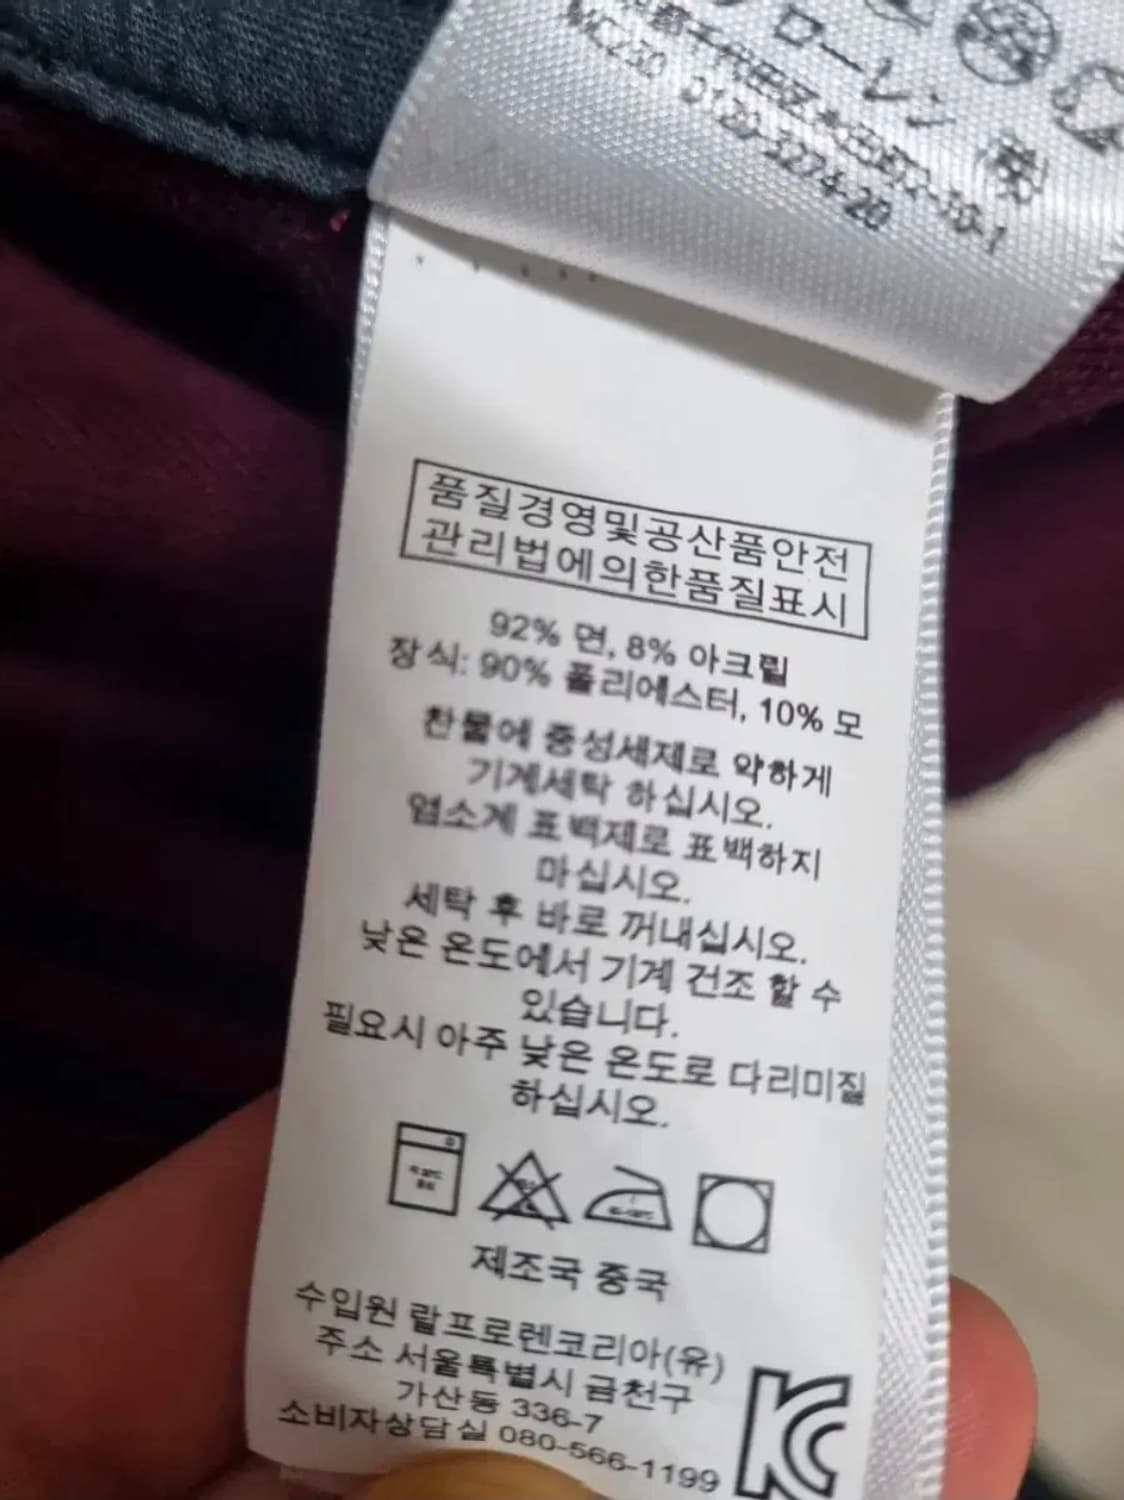 ローレン (株)
0120-3274-20
품질경영및공산품안전
관리법에의한품질표시
92% 면, 8% 아크릴
장식: 90% 폴리에스터, 10% 모
찬물에 중성세제로 약하게
기계세탁 하십시오.
염소계 표백제로 표백하지
마십시오.
세탁 후 바로 꺼내십시오.
낮은 온도에서 기계 건조 할 수
있습니다.
필요시 아주 낮은 온도로 다리미질
하십시오.
제조국 중국
수입원 랄프로렌코리아(유)
주소 서울특별시 금천구
가산동 336-7
소비자상담실 080-566-1199